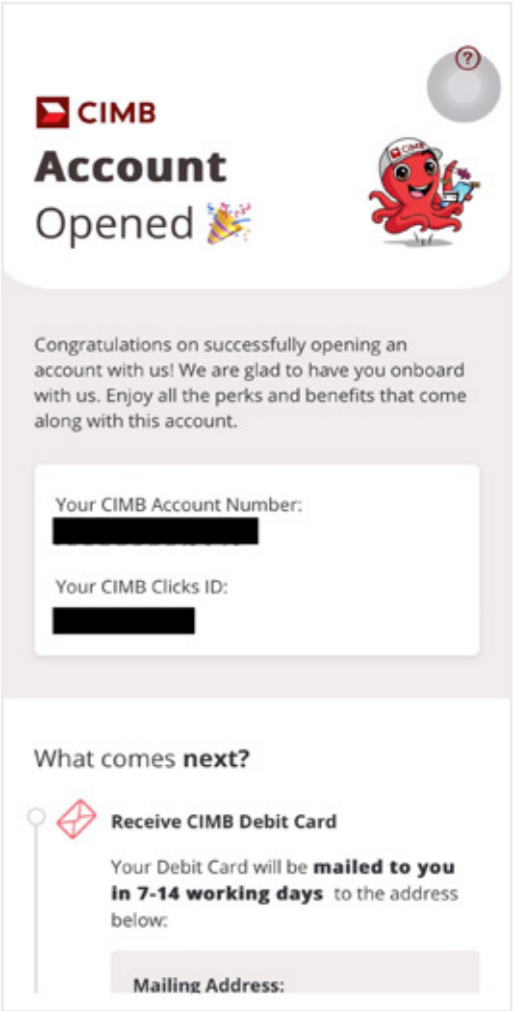 ?
CIMB
Account
Opened 🎉
CIMB
Congratulations on successfully opening an
account with us! We are glad to have you onboard
with us. Enjoy all the perks and benefits that come
along with this account.
Your CIMB Account Number:
Your CIMB Clicks ID:
What comes next?
Receive CIMB Debit Card
Your Debit Card will be mailed to you
in 7-14 working days to the address
below:
Mailing Address: